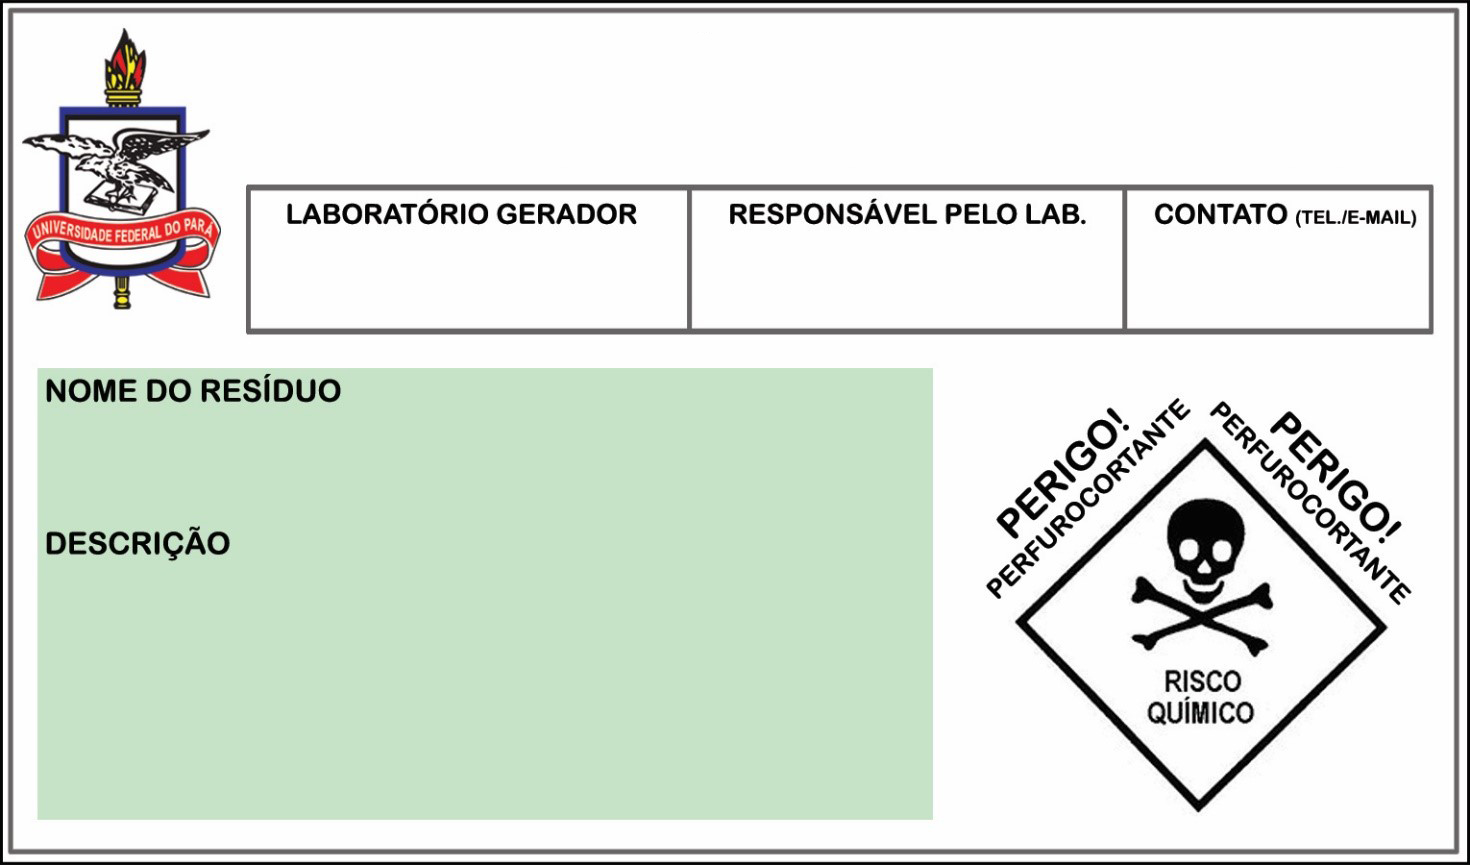 UNIVERSIDADE FEDERAL DO PARÁ
LABORATÓRIO GERADOR
RESPONSÁVEL PELO LAB.
CONTATO (TEL./E-MAIL)
NOME DO RESÍDUO
DESCRIÇÃO
PERIGO!
PERFUROCORTANTE
PERIGO!
PERFUROCORTANTE
RISCO
QUÍMICO